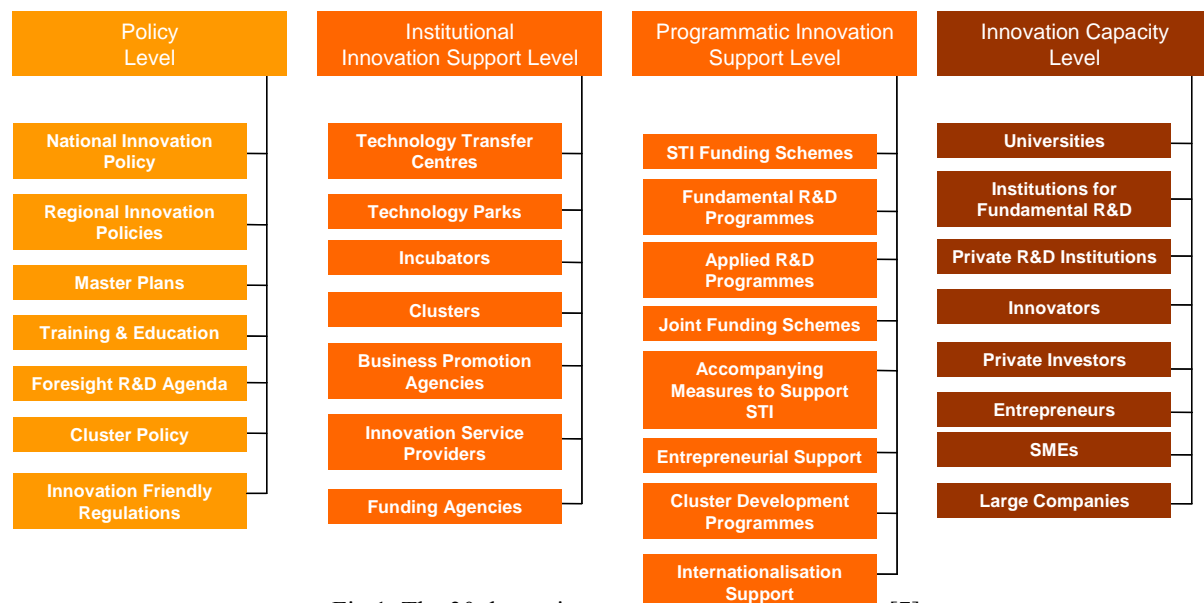 Policy
Level
National Innovation
Policy
Regional Innovation
Policies
Master Plans
Training & Education
Foresight R&D Agenda
Cluster Policy
Innovation Friendly
Regulations
Institutional
Innovation Support Level
Technology Transfer
Centres
Technology Parks
Incubators
Clusters
Business Promotion
Agencies
Innovation Service
Providers
Funding Agencies
Programmatic Innovation
Support Level
STI Funding Schemes
Fundamental R&D
Programmes
Applied R&D
Programmes
Joint Funding Schemes
Accompanying
Measures to Support
STI
Entrepreneurial Support
Cluster Development
Programmes
Internationalisation
Support
Innovation Capacity
Level
Universities
Institutions for
Fundamental R&D
Private R&D Institutions
Innovators
Private Investors
Entrepreneurs
SMEs
Large Companies